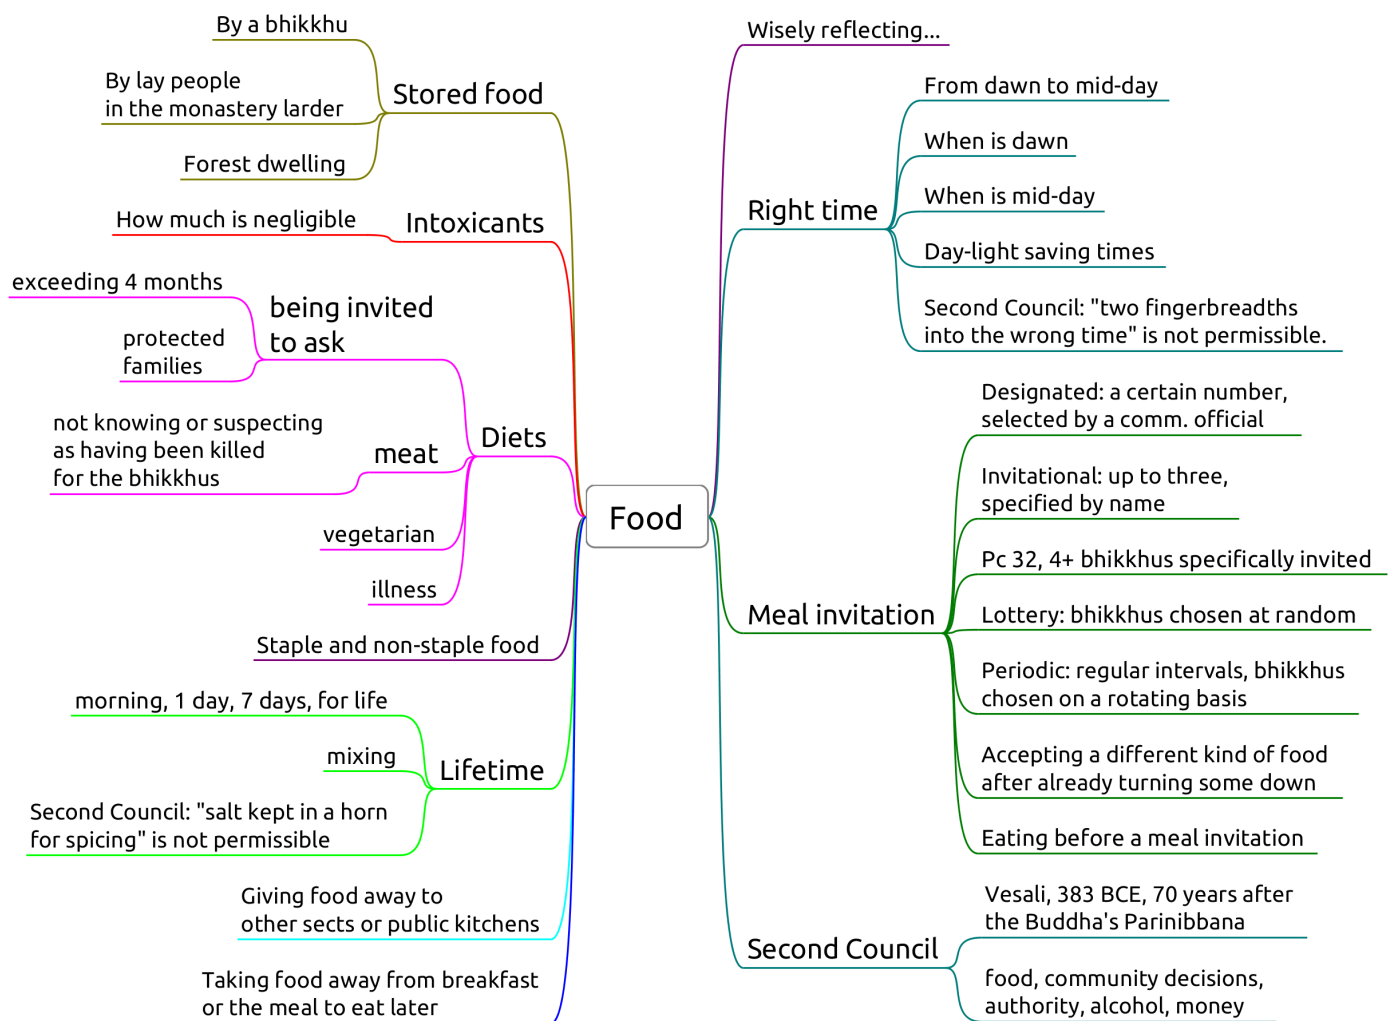 By a bhikkhu
By lay people
in the monastery larder
Forest dwelling
Stored food
How much is negligible
Intoxicants
exceeding 4 months
protected
families
being invited
to ask
not knowing or suspecting
as having been killed
for the bhikkhus
meat
vegetarian
illness
Diets
Staple and non-staple food
morning, 1 day, 7 days, for life
mixing
Second Council: "salt kept in a horn
for spicing" is not permissible
Lifetime
Giving food away to
other sects or public kitchens
Taking food away from breakfast
or the meal to eat later
Food
Wisely reflecting...
Right time
From dawn to mid-day
When is dawn
When is mid-day
Day-light saving times
Second Council: "two fingerbreadths
into the wrong time" is not permissible.
Meal invitation
Designated: a certain number,
selected by a comm. official
Invitational: up to three,
specified by name
Pc 32, 4+ bhikkhus specifically invited
Lottery: bhikkhus chosen at random
Periodic: regular intervals, bhikkhus
chosen on a rotating basis
Accepting a different kind of food
after already turning some down
Eating before a meal invitation
Second Council
Vesali, 383 BCE, 70 years after
the Buddha's Parinibbana
food, community decisions,
authority, alcohol, money